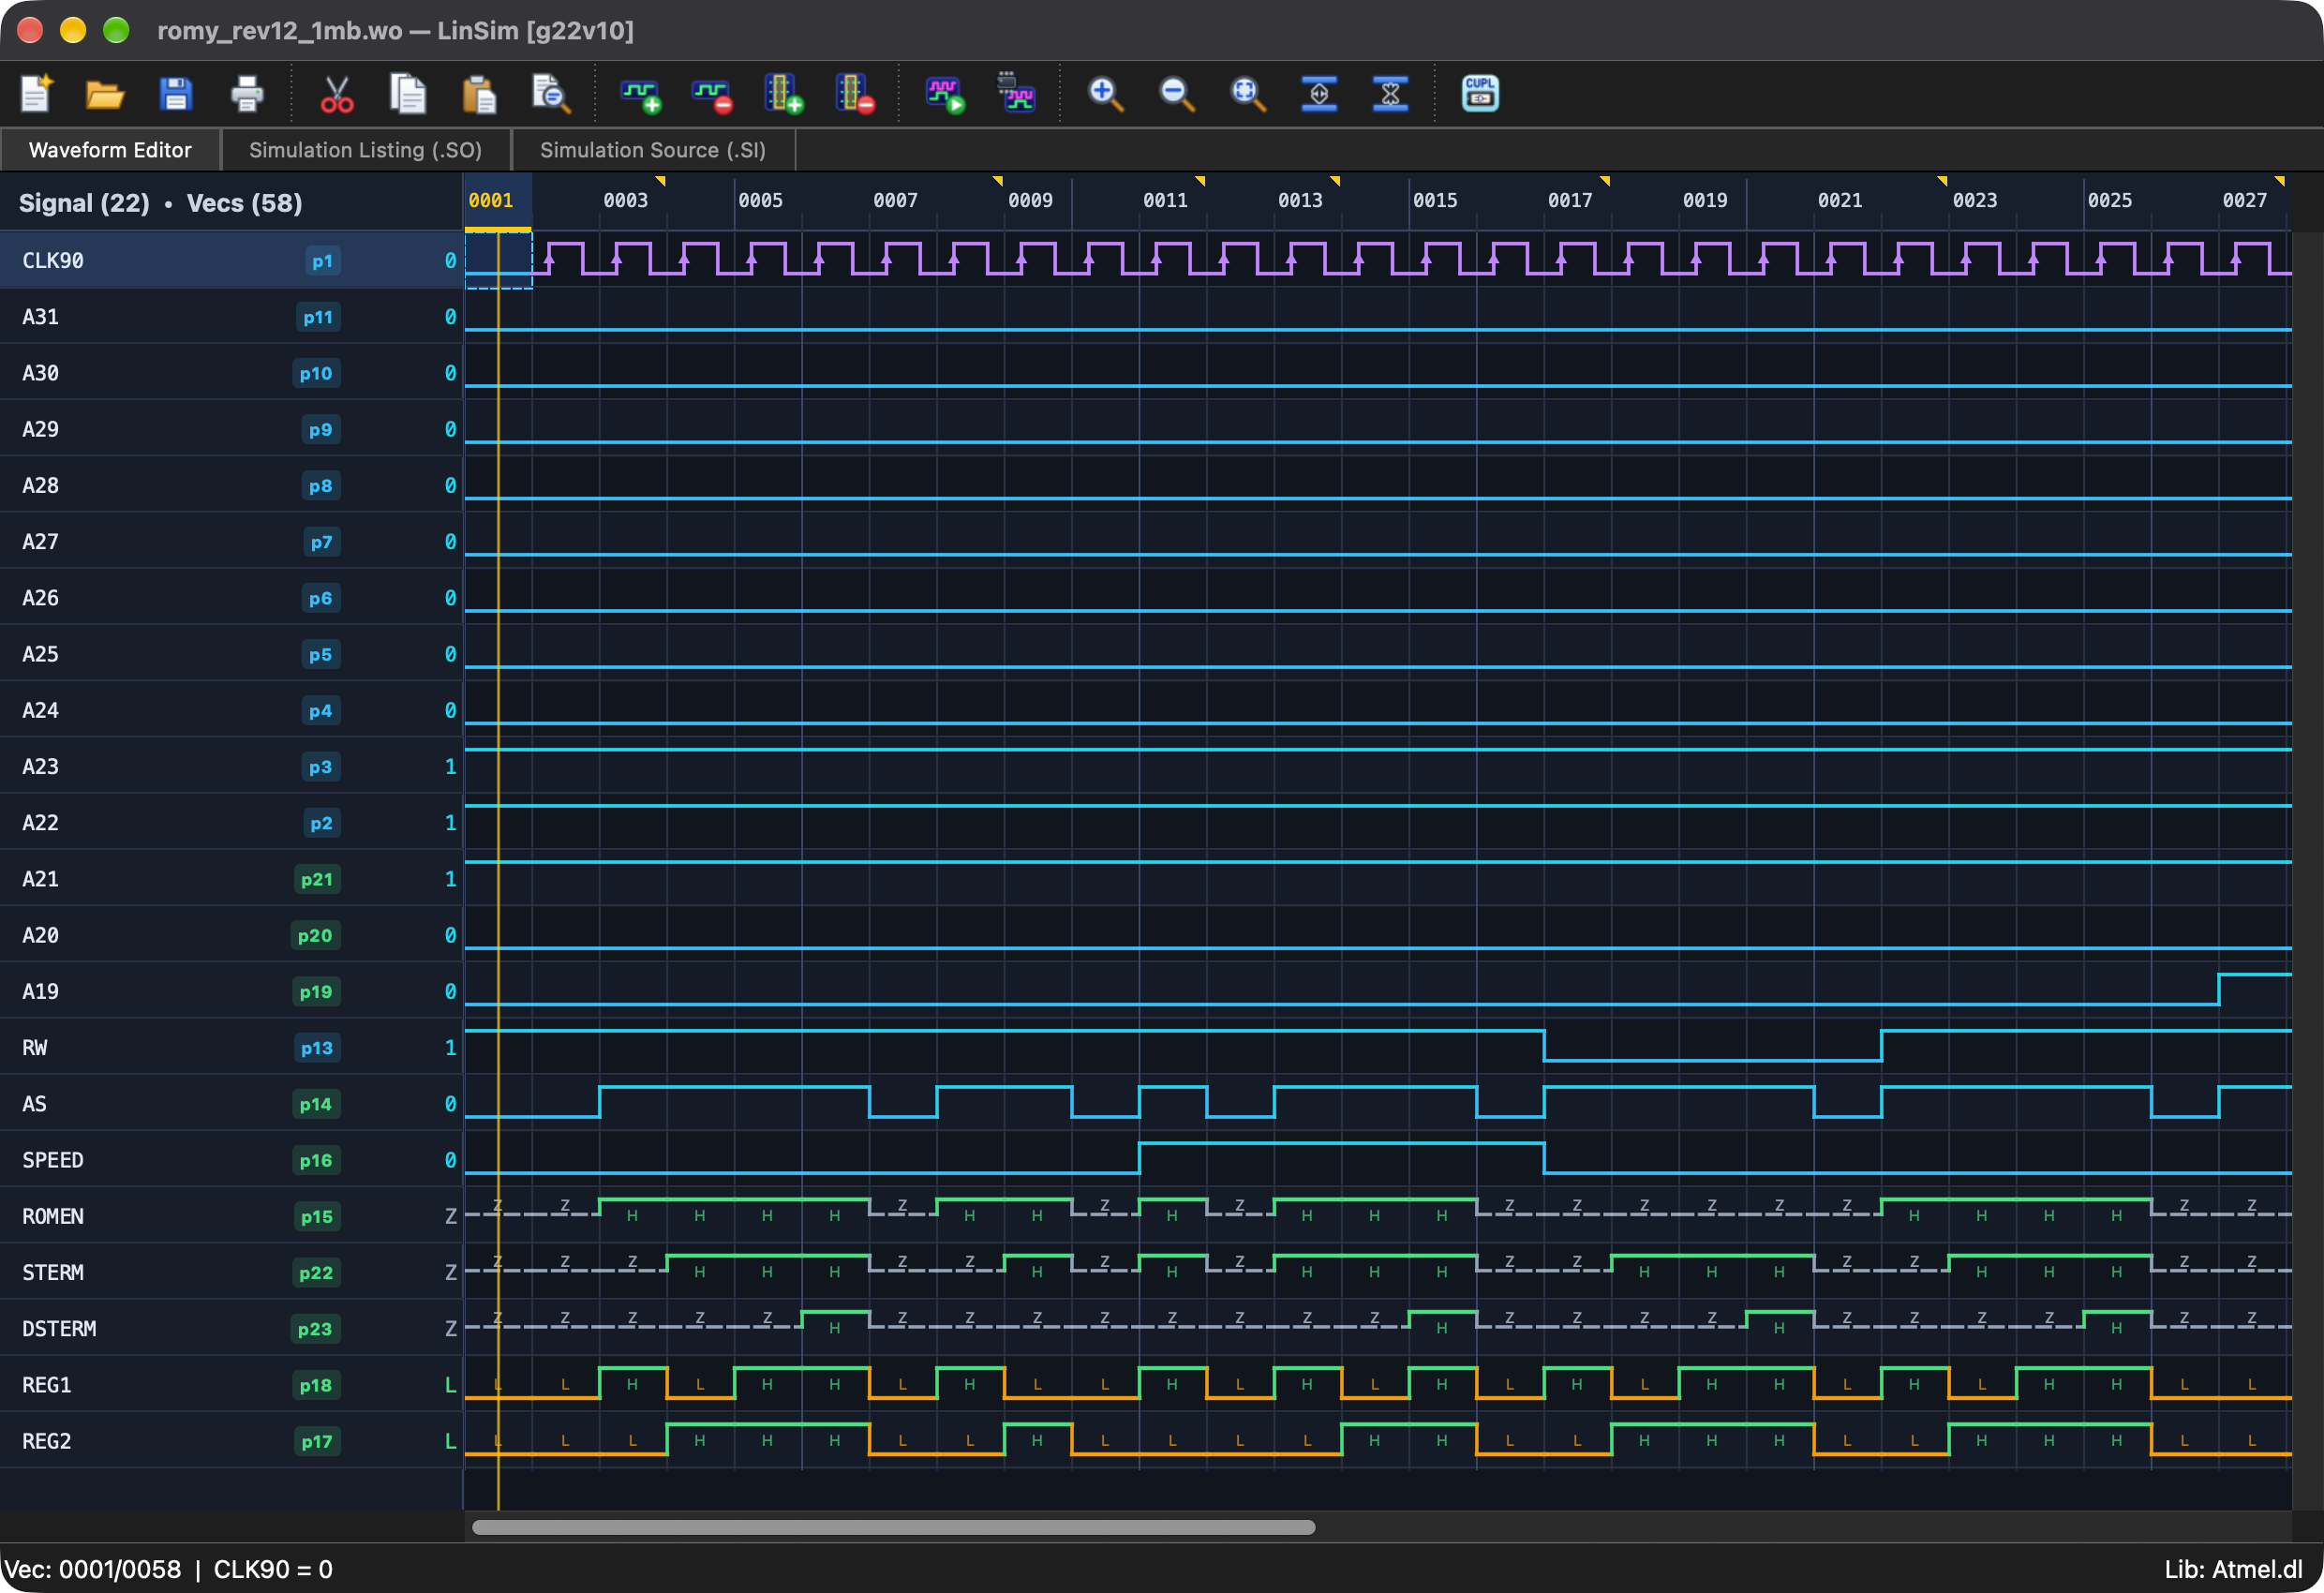 romy_rev12_1mb.wo — LinSim [g22v10]
CUPL
Waveform Editor Simulation Listing (.SO) Simulation Source (.SI)
Signal (22) • Vecs (58) 0001 0003 0005 0007 0009 0011 0013 0015 0017 0019 0021 0023 0025 0027
CLK90 p1 0
A31 p11 0
A30 p10 0
A29 p9 0
A28 p8 0
A27 p7 0
A26 p6 0
A25 p5 0
A24 p4 0
A23 p3 1
A22 p2 1
A21 p21 1
A20 p20 0
A19 p19 0
RW p13 1
AS p14 0
SPEED p16 0
ROMEN p15 Z Z Z H H H H Z H H Z H Z H H H Z Z Z Z Z Z H H H H Z Z
STERM p22 Z Z Z Z H H H Z Z H Z H Z H H H Z Z H H H Z Z H H H Z Z
DSTERM p23 Z Z Z Z Z Z H Z Z Z Z Z Z Z Z H Z Z Z Z H Z Z Z Z H Z Z
REG1 p18 L L L H L H H L H L L H L H L H L H L H H L H L H H L L
REG2 p17 L L L L H H H L L H L L L L H H L L H H H L L H H H L L
Vec: 0001/0058 | CLK90 = 0 Lib: Atmel.dl